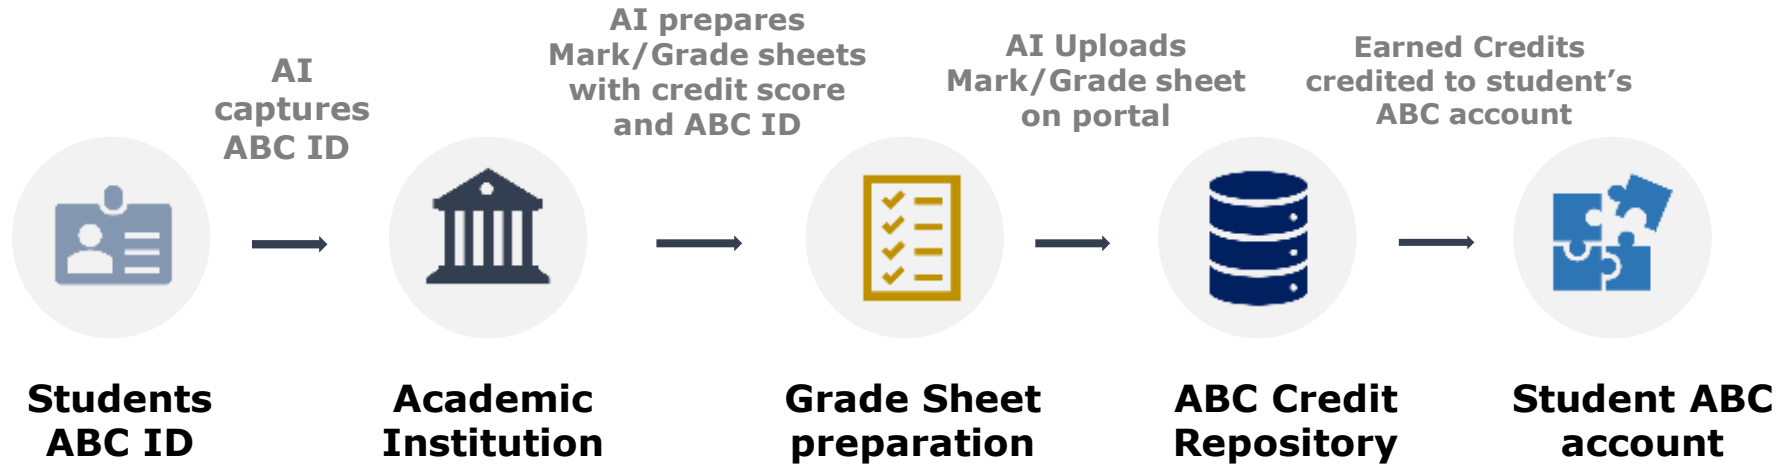 AI
captures
ABC ID
AI prepares
Mark/Grade sheets
with credit score
and ABC ID
AI Uploads
Mark/Grade sheet
on portal
Earned Credits
credited to student’s
ABC account
Students
ABC ID
Academic
Institution
Grade Sheet
preparation
ABC Credit
Repository
Student ABC
account